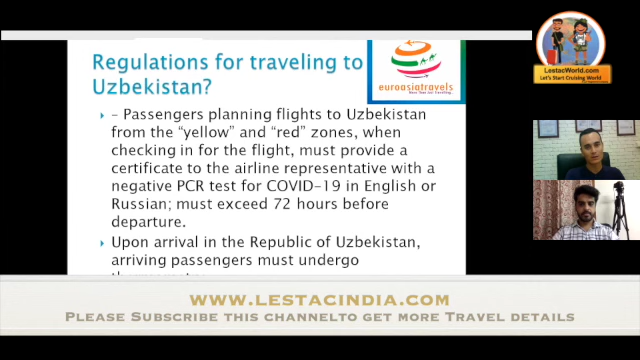 Regulations for traveling to
Uzbekistan?
euroasiatravels
LestacWorld.com
Let's Start Cruising World
– Passengers planning flights to Uzbekistan
from the “yellow” and “red” zones, when
checking in for the flight, must provide a
certificate to the airline representative with a
negative PCR test for COVID-19 in English or
Russian; must exceed 72 hours before
departure.
Upon arrival in the Republic of Uzbekistan,
arriving passengers must undergo
WWW.LESTACINDIA.COM
PLEASE SUBSCRIBE THIS CHANNELTO GET MORE TRAVEL DETAILS